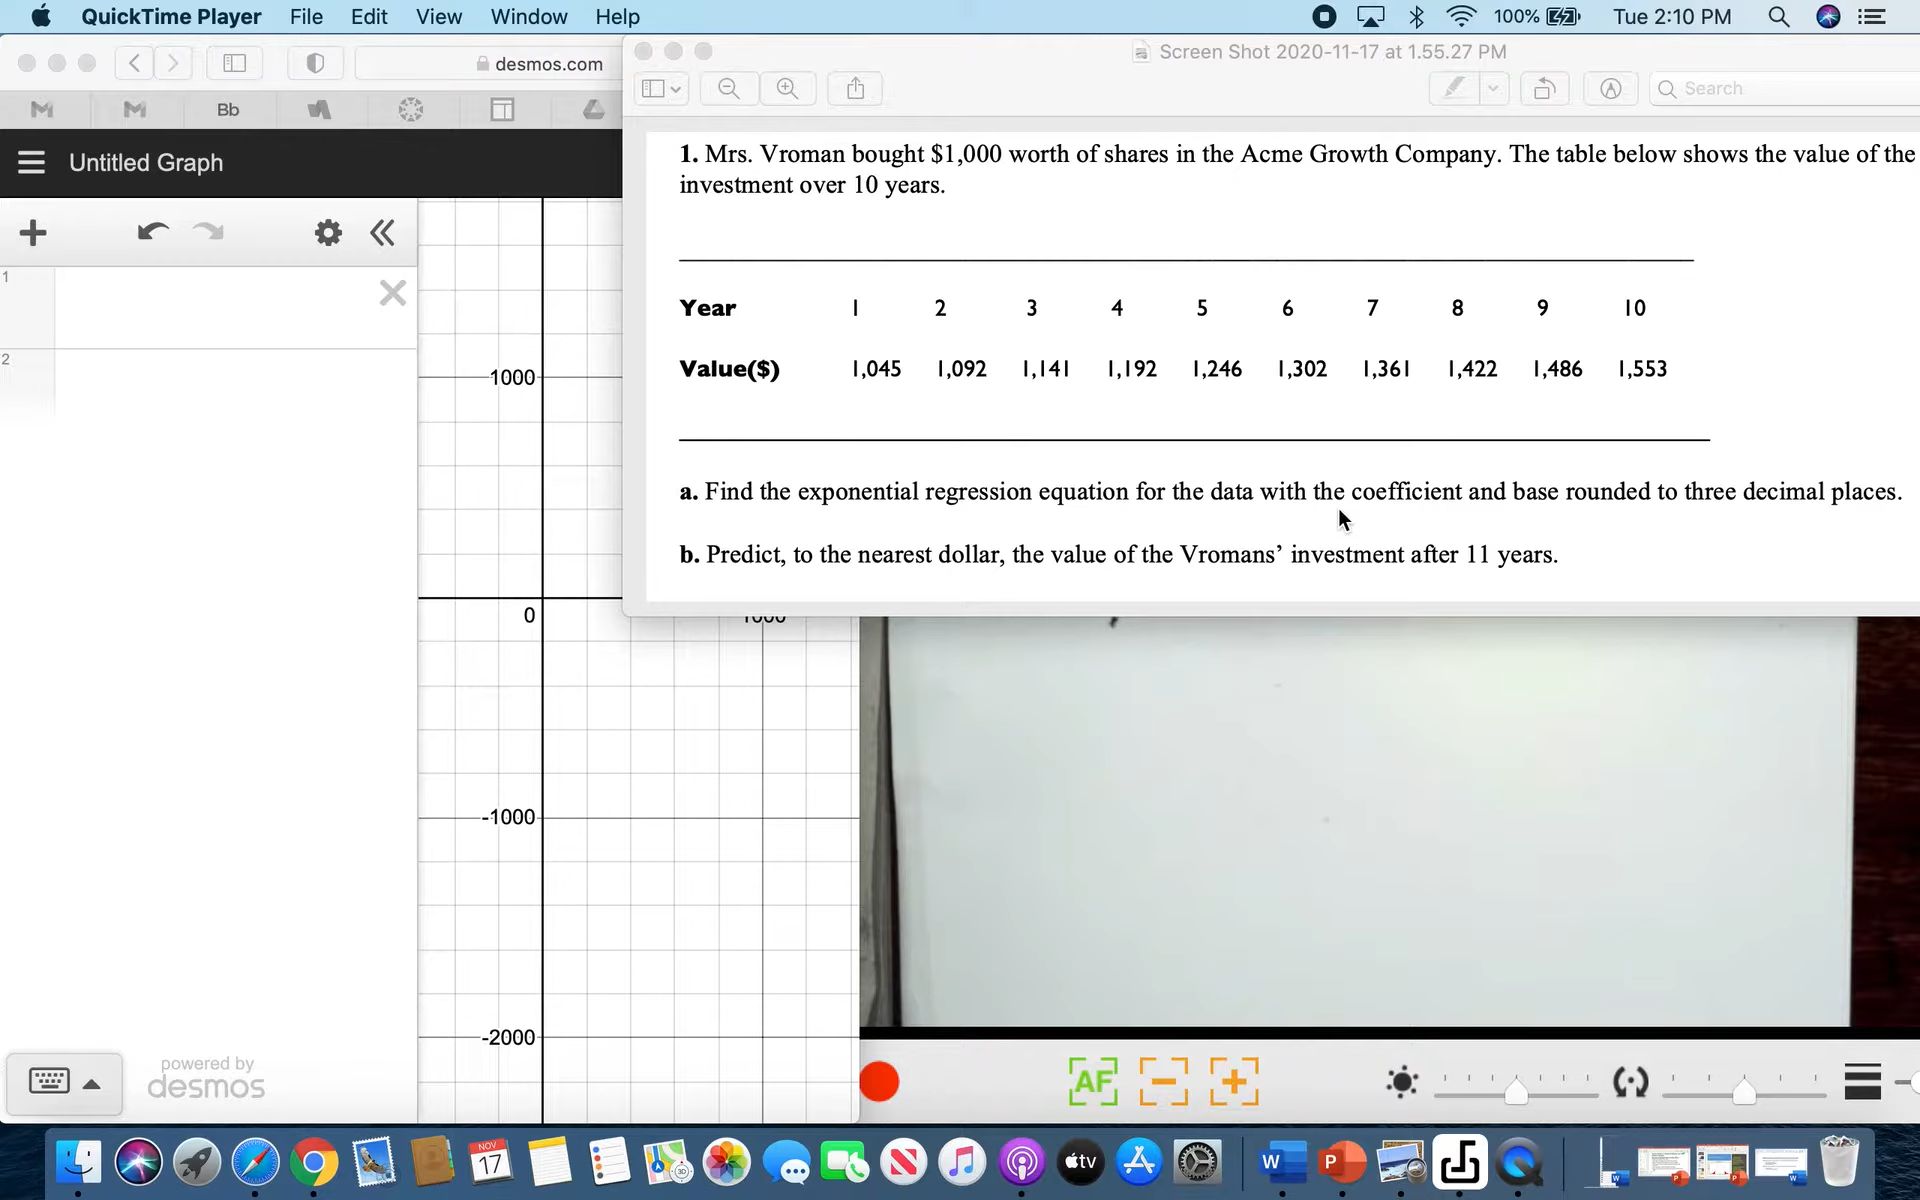 QuickTime Player File Edit View Window Help 100% Tue 2:10 PM
desmos.com
Screen Shot 2020-11-17 at 1.55.27 PM
Search
Bb
Untitled Graph
1. Mrs. Vroman bought $1,000 worth of shares in the Acme Growth Company. The table below shows the value of the
investment over 10 years.
Year 1 2 3 4 5 6 7 8 9 10
Value($) 1,045 1,092 1,141 1,192 1,246 1,302 1,361 1,422 1,486 1,553
a. Find the exponential regression equation for the data with the coefficient and base rounded to three decimal places.
b. Predict, to the nearest dollar, the value of the Vromans’ investment after 11 years.
1
2
1000
0
1000
-1000
-2000
powered by
desmos
AF
NOV
17
3D
tv
W
P